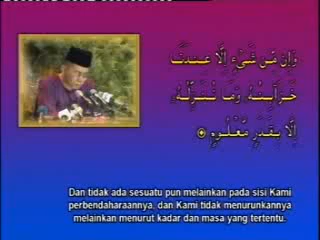 وَإِن مِّن شَيْءٍ إِلَّا عِندَنَا
خَزَآئِنُهُ وَمَا نُنَزِّلُهُ
إِلَّا بِقَدَرٍ مَّعْلُومٍ
Dan tidak ada sesuatu pun melainkan pada sisi Kami
perbendaharaannya, dan Kami tidak menurunkannya
melainkan menurut kadar dan masa yang tertentu.